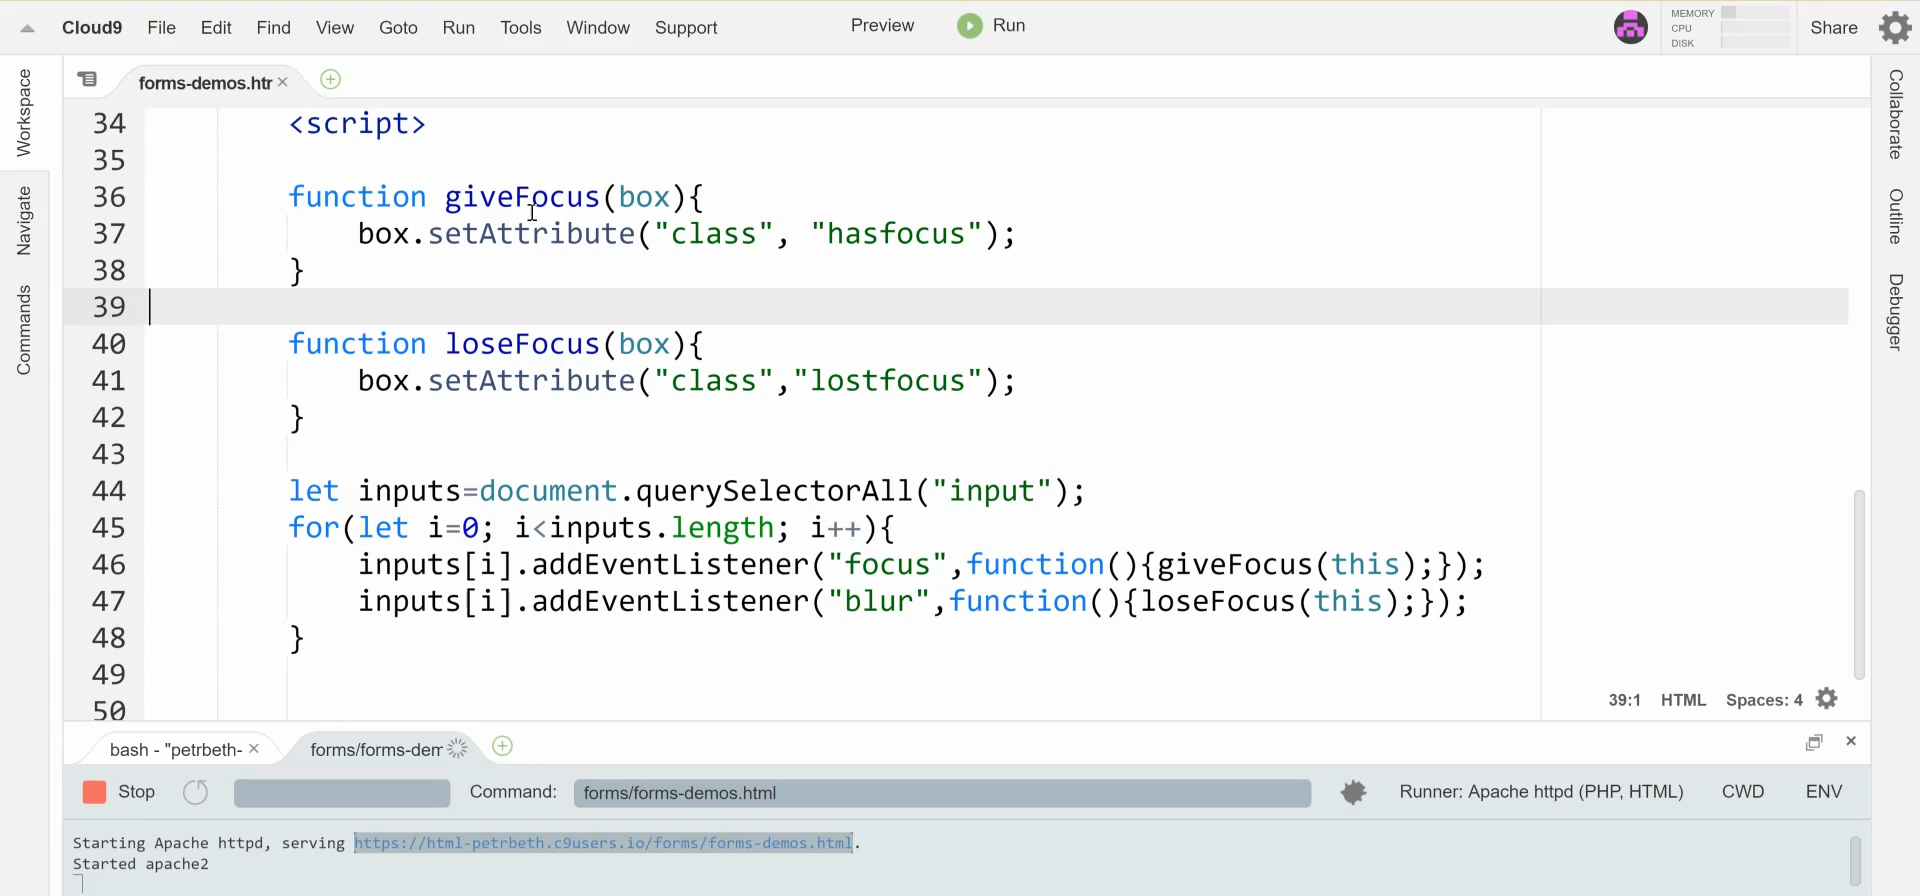 Cloud9 File Edit Find View Goto Run Tools Window Support Preview Run MEMORY CPU DISK Share
Workspace
Navigate
Commands
forms-demos.htr
34 <script>
35
36 function giveFocus(box){
37 box.setAttribute("class", "hasfocus");
38 }
39
40 function loseFocus(box){
41 box.setAttribute("class","lostfocus");
42 }
43
44 let inputs=document.querySelectorAll("input");
45 for(let i=0; i<inputs.length; i++){
46 inputs[i].addEventListener("focus",function(){giveFocus(this);});
47 inputs[i].addEventListener("blur",function(){loseFocus(this);});
48 }
49
50
39:1 HTML Spaces: 4
Collaborate
Outline
Debugger
bash - "petrbeth- forms/forms-dem
Stop Command: forms/forms-demos.html Runner: Apache httpd (PHP, HTML) CWD ENV
Starting Apache httpd, serving https://html-petrbeth.c9users.io/forms/forms-demos.html.
Started apache2